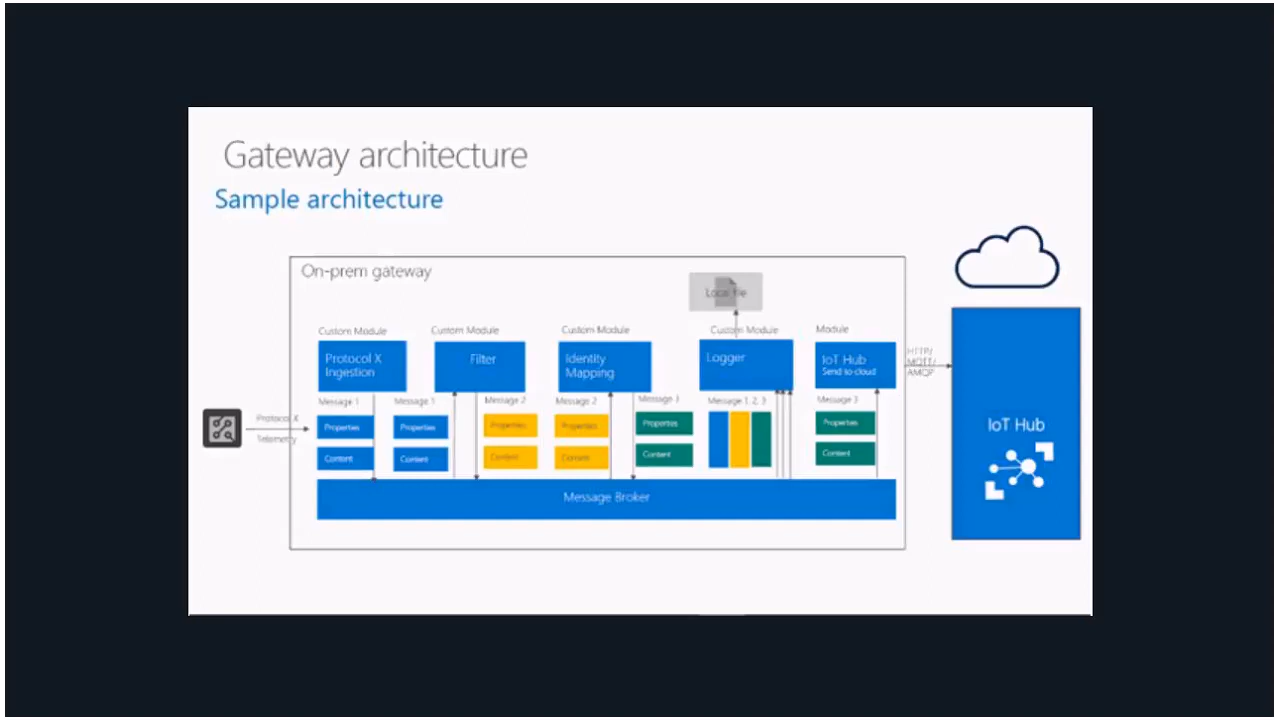 Gateway architecture
Sample architecture
On-prem gateway
Local file
Custom Module
Custom Module
Custom Module
Custom Module
Module
Protocol X
Ingestion
Filter
Identity
Mapping
Logger
IoT Hub
Send to cloud
HTTP/
MQTT/
AMQP
Message 1
Message 1
Message 2
Message 2
Message 3
Message 1, 2, 3
Message 3
Protocol X
Telemetry
Properties
Properties
Properties
Properties
Properties
Properties
Content
Content
Content
Content
Content
Content
Message Broker
IoT Hub